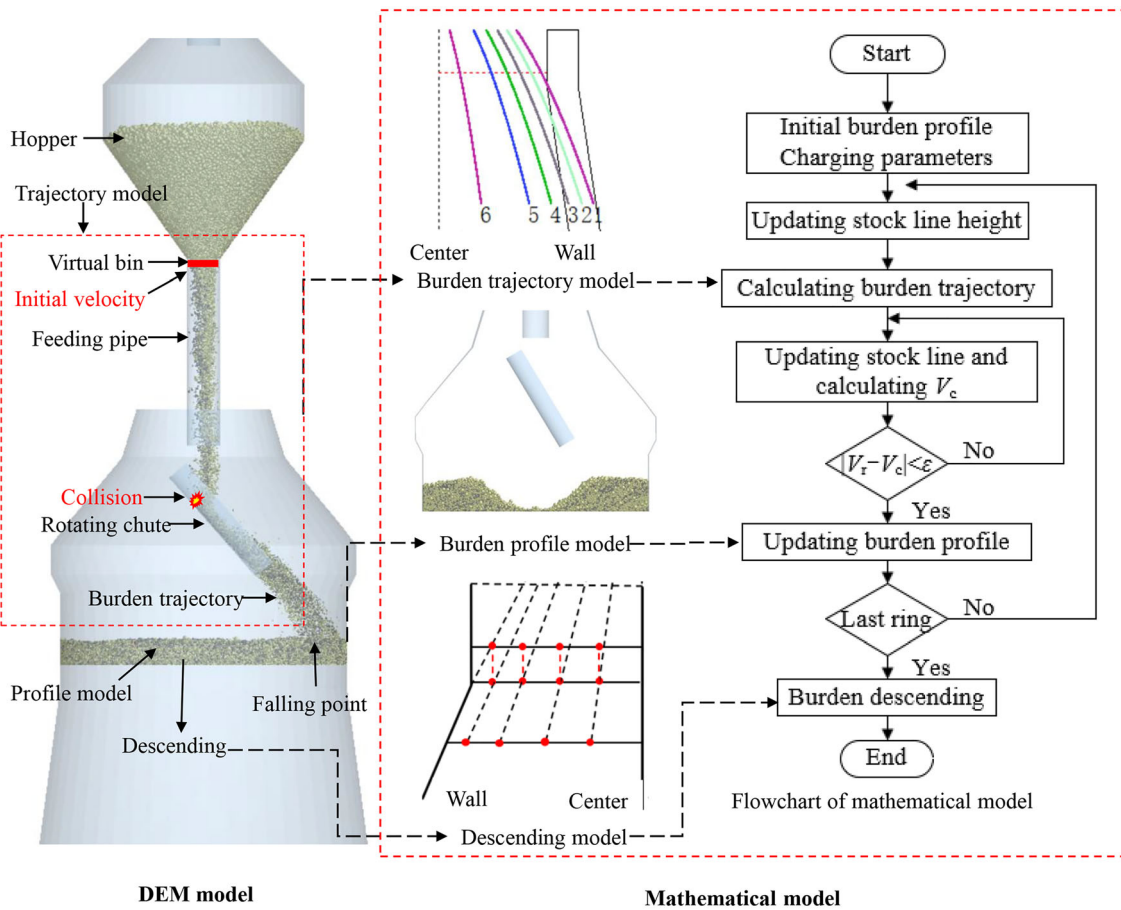 Hopper
Trajectory model
Virtual bin
Initial velocity
Feeding pipe
Collision
Rotating chute
Burden trajectory
Profile model
Falling point
Descending
DEM model
6 5 4 3 2 1
Center Wall
Burden trajectory model
Burden profile model
Wall Center
Descending model
Start
Initial burden profile
Charging parameters
Updating stock line height
Calculating burden trajectory
Updating stock line and
calculating Vc
|Vr−Vc|<ε
No
Yes
Updating burden profile
Last ring
No
Yes
Burden descending
End
Flowchart of mathematical model
Mathematical model